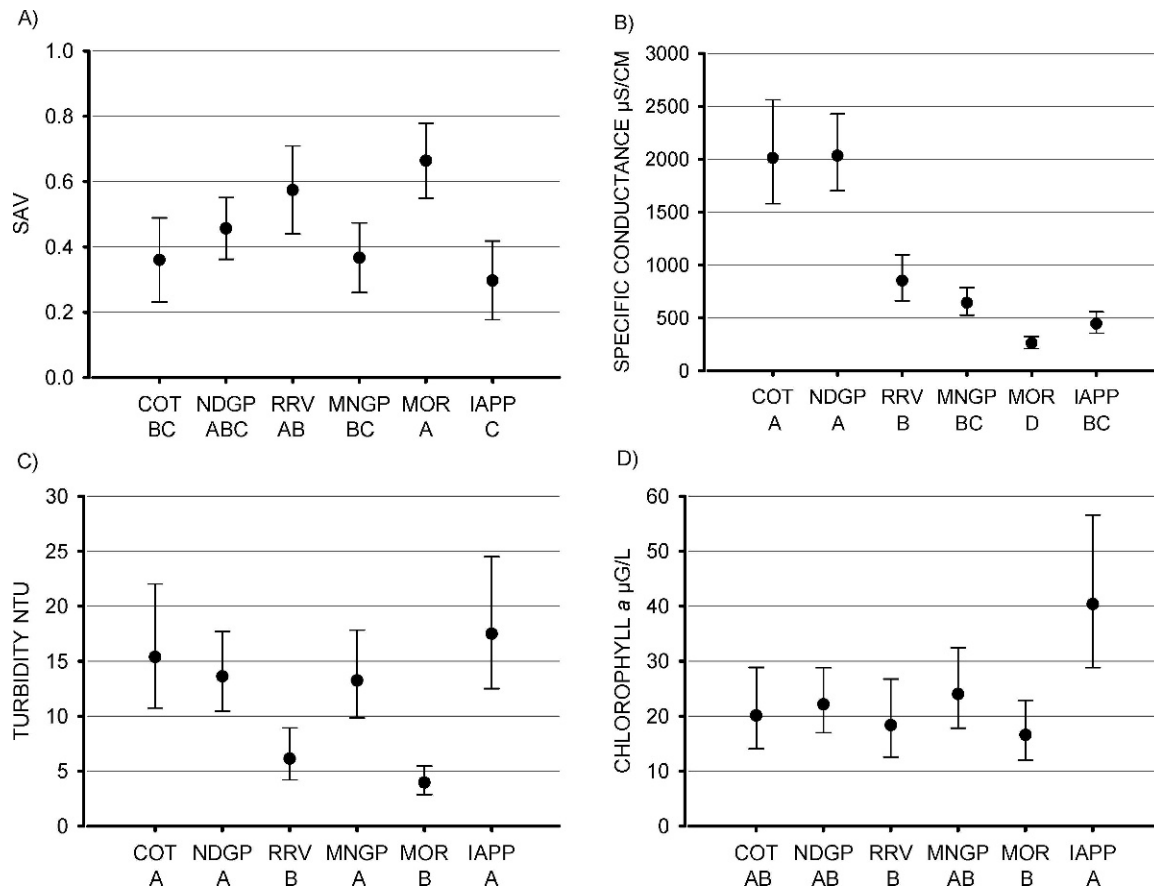 A)
SAV
1.0
0.8
0.6
0.4
0.2
0.0
COT NDGP RRV MNGP MOR IAPP
BC ABC AB BC A C
B)
SPECIFIC CONDUCTANCE µS/CM
3000
2500
2000
1500
1000
500
0
COT NDGP RRV MNGP MOR IAPP
A A B BC D BC
C)
TURBIDITY NTU
30
25
20
15
10
5
0
COT NDGP RRV MNGP MOR IAPP
A A B A B A
D)
CHLOROPHYLL a µG/L
60
50
40
30
20
10
0
COT NDGP RRV MNGP MOR IAPP
AB AB B AB B A